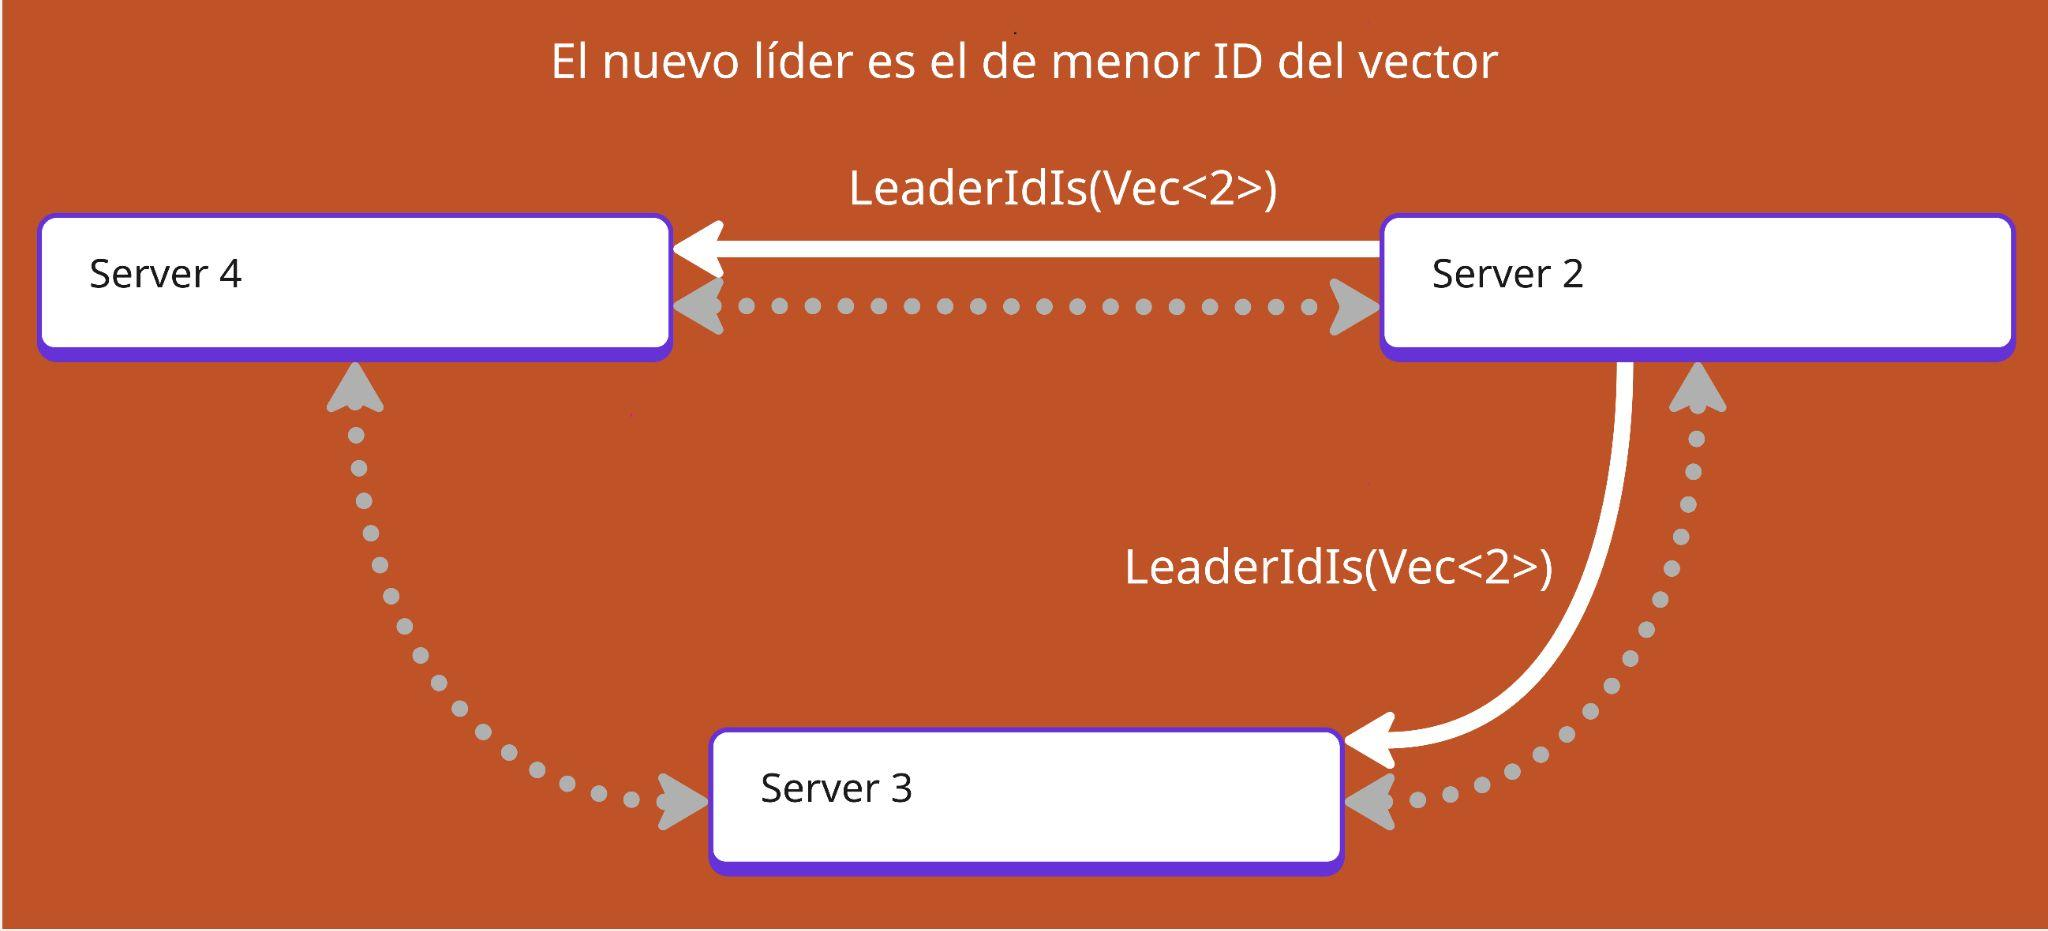 El nuevo líder es el de menor ID del vector
LeaderIdIs(Vec<2>)
Server 4
Server 2
LeaderIdIs(Vec<2>)
Server 3